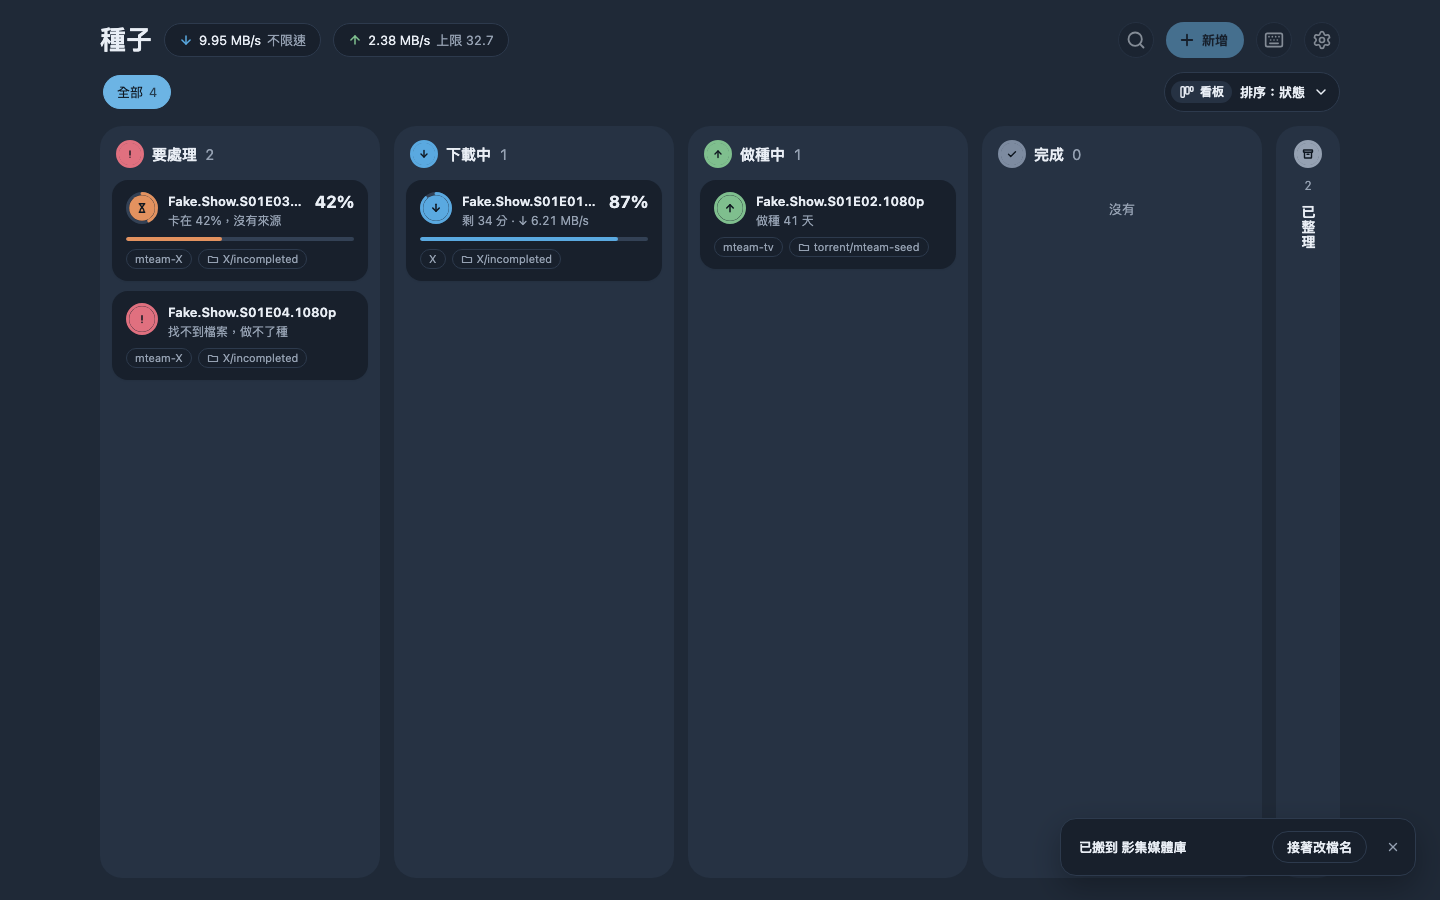 種子
9.95 MB/s 不限速
2.38 MB/s 上限 32.7
新增
全部 4
看板 排序：狀態
要處理 2
Fake.Show.S01E03... 42%
卡在 42%，沒有來源
mteam-X X/incompleted
Fake.Show.S01E04.1080p
找不到檔案，做不了種
mteam-X X/incompleted
下載中 1
Fake.Show.S01E01... 87%
剩 34 分 · ↓ 6.21 MB/s
X X/incompleted
做種中 1
Fake.Show.S01E02.1080p
做種 41 天
mteam-tv torrent/mteam-seed
完成 0
沒有
2
已整理
已搬到 影集媒體庫
接著改檔名